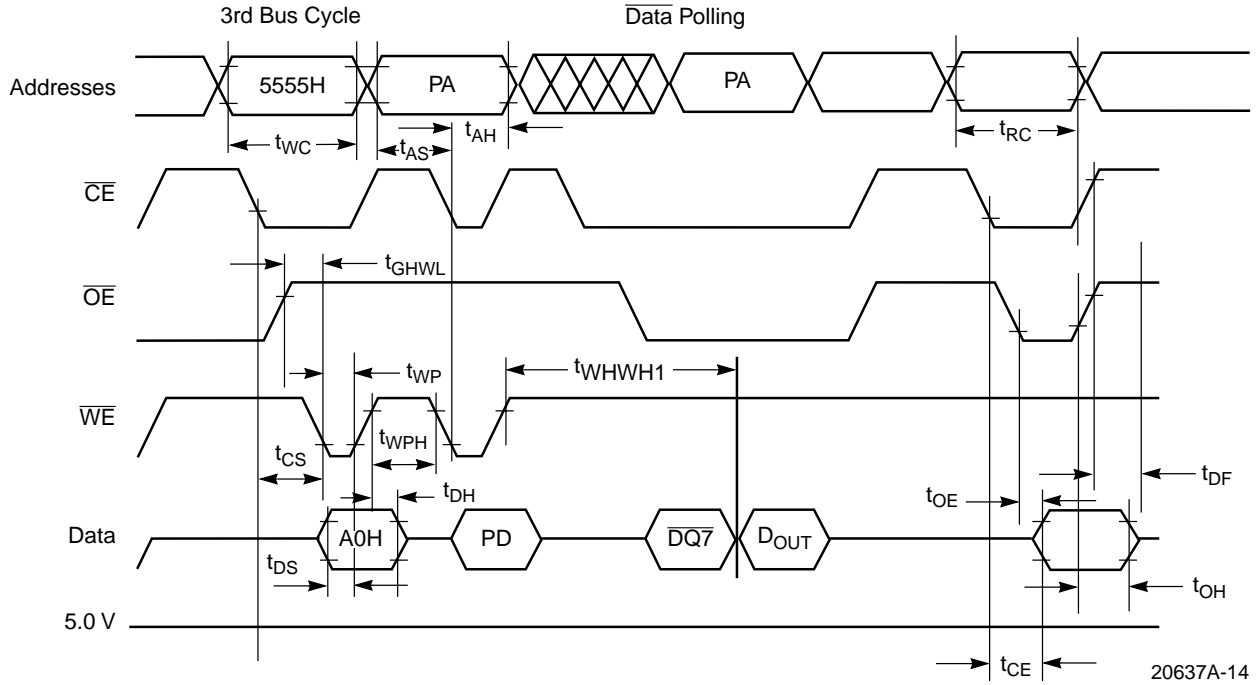 3rd Bus Cycle
Data Polling
Addresses
5555H
PA
PA
tWC
tAS
tAH
tRC
CE
tGHWL
OE
tWP
tWHWH1
WE
tCS
tWPH
tDH
tOE
tDF
Data
A0H
PD
DQ7
DOUT
tDS
tOH
5.0 V
tCE
20637A-14